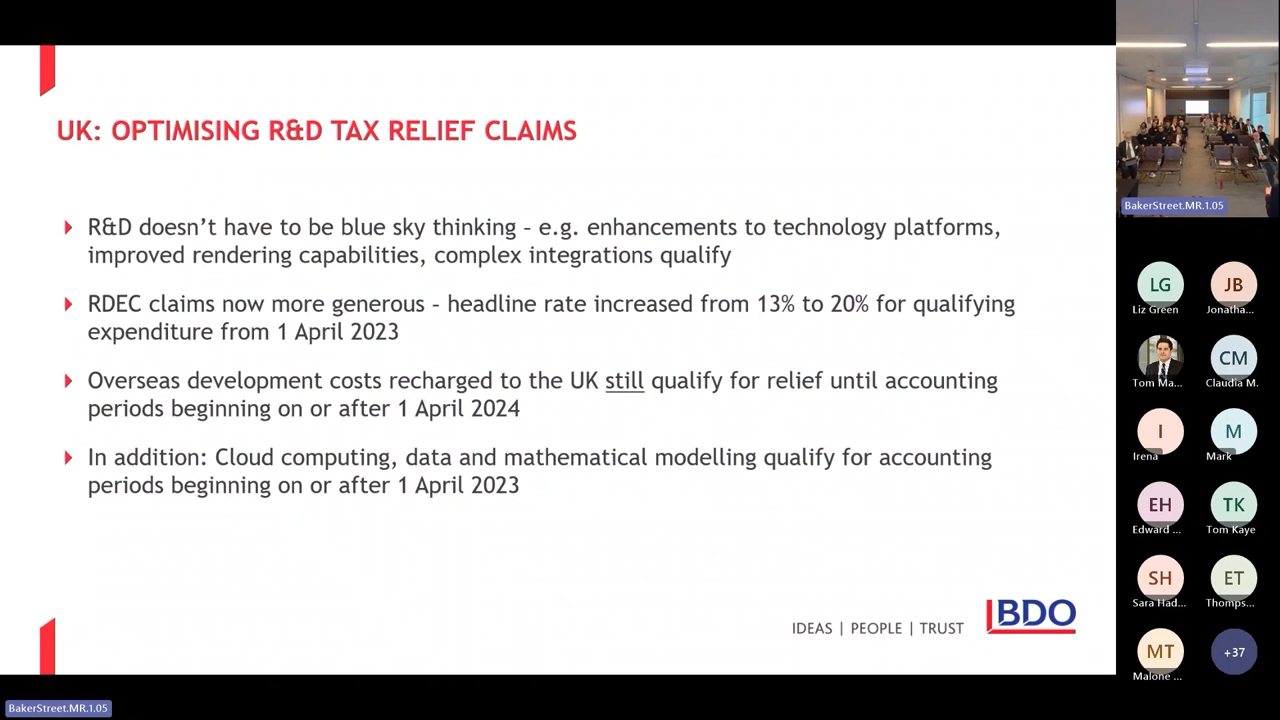 UK: OPTIMISING R&D TAX RELIEF CLAIMS
R&D doesn't have to be blue sky thinking – e.g. enhancements to technology platforms,
improved rendering capabilities, complex integrations qualify
RDEC claims now more generous – headline rate increased from 13% to 20% for qualifying
expenditure from 1 April 2023
Overseas development costs recharged to the UK still qualify for relief until accounting
periods beginning on or after 1 April 2024
In addition: Cloud computing, data and mathematical modelling qualify for accounting
periods beginning on or after 1 April 2023
IDEAS | PEOPLE | TRUST
BDO
BakerStreet.MR.1.05
LG
Liz Green
JB
Jonatha...
Tom Ma...
CM
Claudia M.
I
Irena
M
Mark
EH
Edward ...
TK
Tom Kaye
SH
Sara Had...
ET
Thomps...
MT
Malone ...
+37
BakerStreet.MR.1.05